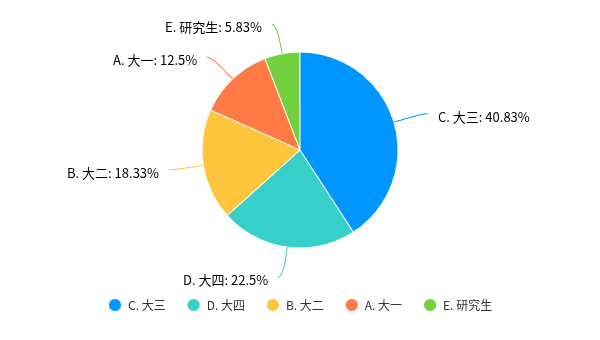 E. 研究生: 5.83%
A. 大一: 12.5%
C. 大三: 40.83%
B. 大二: 18.33%
D. 大四: 22.5%
C. 大三 D. 大四 B. 大二 A. 大一 E. 研究生